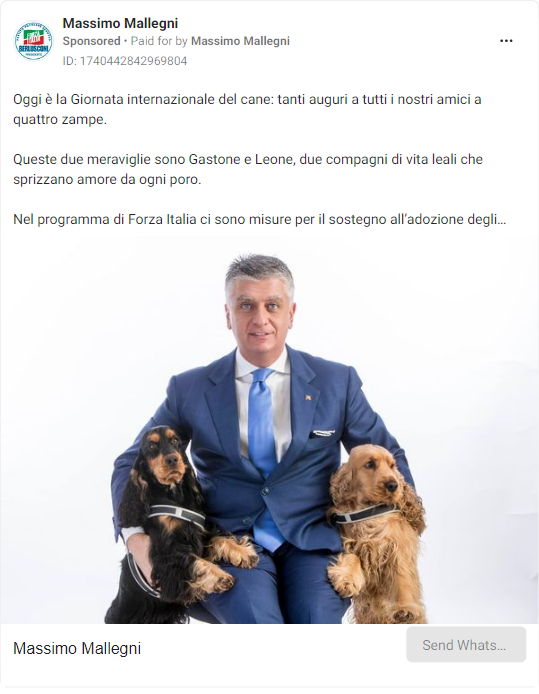 Massimo Mallegni
Sponsored • Paid for by Massimo Mallegni
ID: 1740442842969804
Oggi è la Giornata internazionale del cane: tanti auguri a tutti i nostri amici a
quattro zampe.
Queste due meraviglie sono Gastone e Leone, due compagni di vita leali che
sprizzano amore da ogni poro.
Nel programma di Forza Italia ci sono misure per il sostegno all'adozione degli...
Massimo Mallegni
Send Whats...
BERLUSCONI